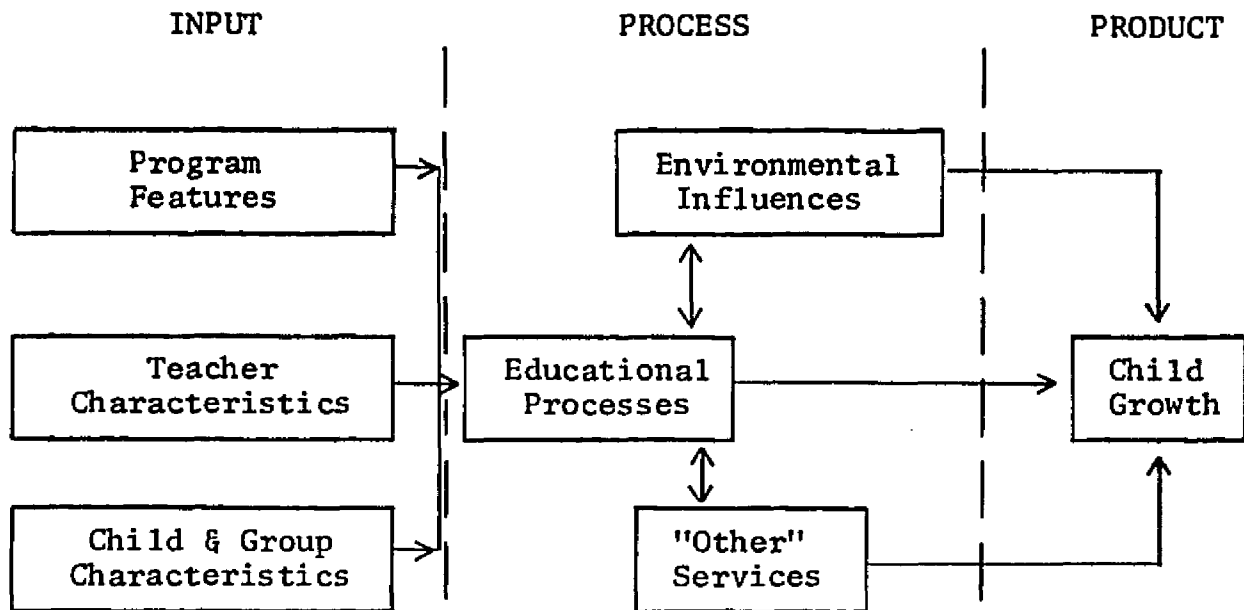 INPUT
PROCESS
PRODUCT
Program
Features
Environmental
Influences
Teacher
Characteristics
Educational
Processes
Child
Growth
Child & Group
Characteristics
"Other"
Services